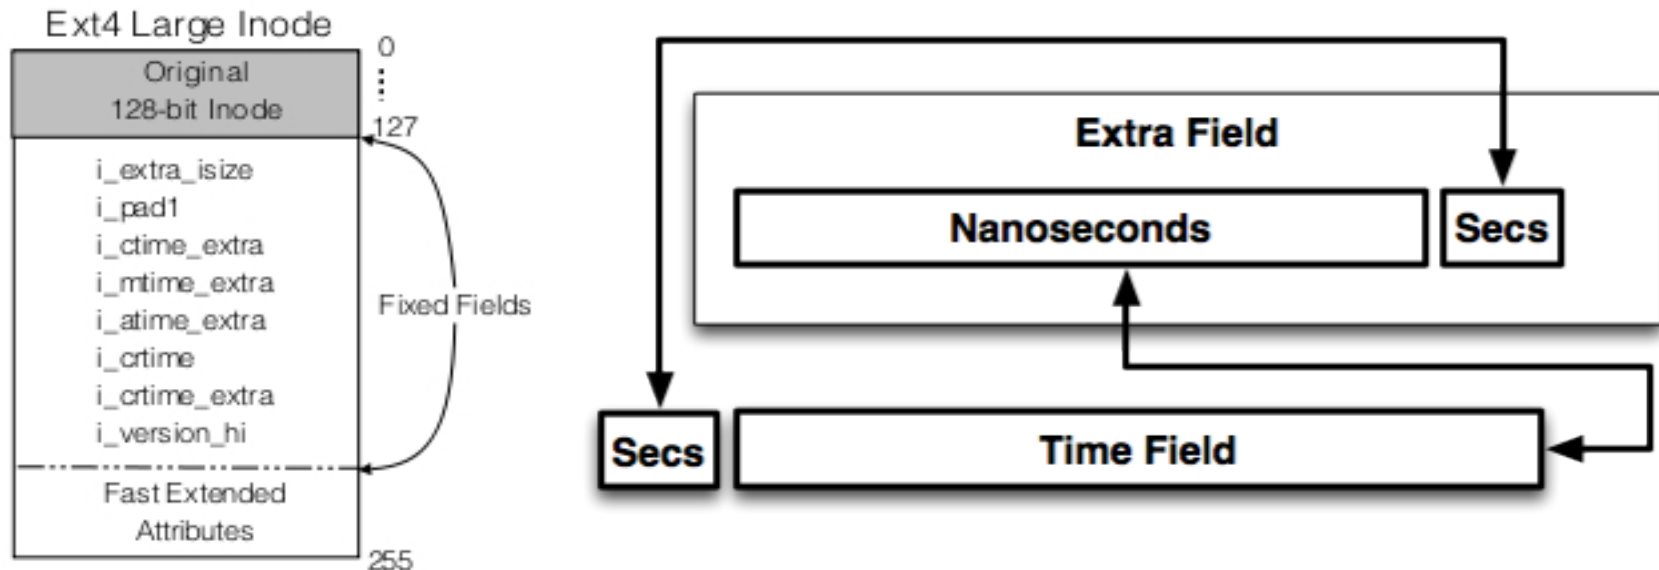 Ext4 Large Inode
Original
128-bit Inode
0
127
i_extra_isize
i_pad1
i_ctime_extra
i_mtime_extra
i_atime_extra
i_crtime
i_crtime_extra
i_version_hi
Fixed Fields
Fast Extended
Attributes
255
Extra Field
Nanoseconds
Secs
Secs
Time Field